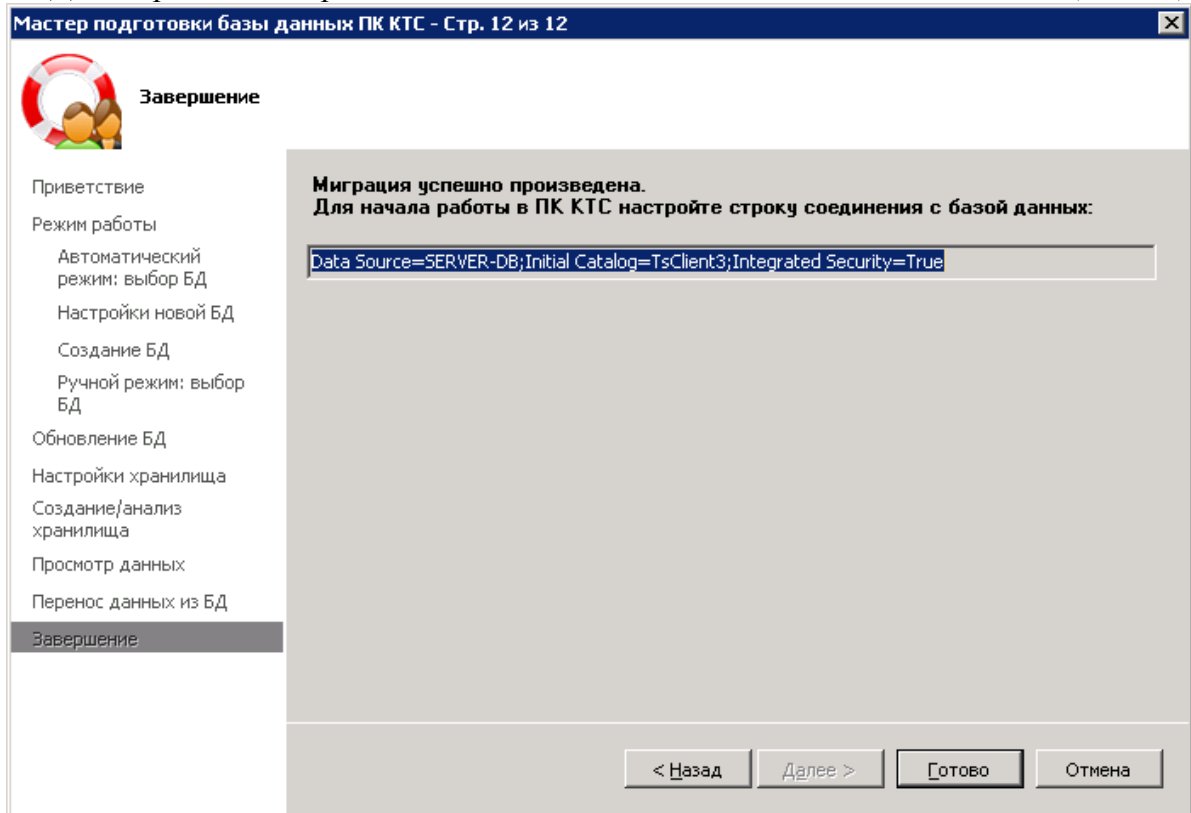 Мастер подготовки базы данных ПК КТС - Стр. 12 из 12
Завершение
Приветствие
Режим работы
Автоматический
режим: выбор БД
Настройки новой БД
Создание БД
Ручной режим: выбор
БД
Обновление БД
Настройки хранилища
Создание/анализ
хранилища
Просмотр данных
Перенос данных из БД
Завершение
Миграция успешно произведена.
Для начала работы в ПК КТС настройте строку соединения с базой данных:
Data Source=SERVER-DB;Initial Catalog=TsClient3;Integrated Security=True
< Назад
Далее >
Готово
Отмена